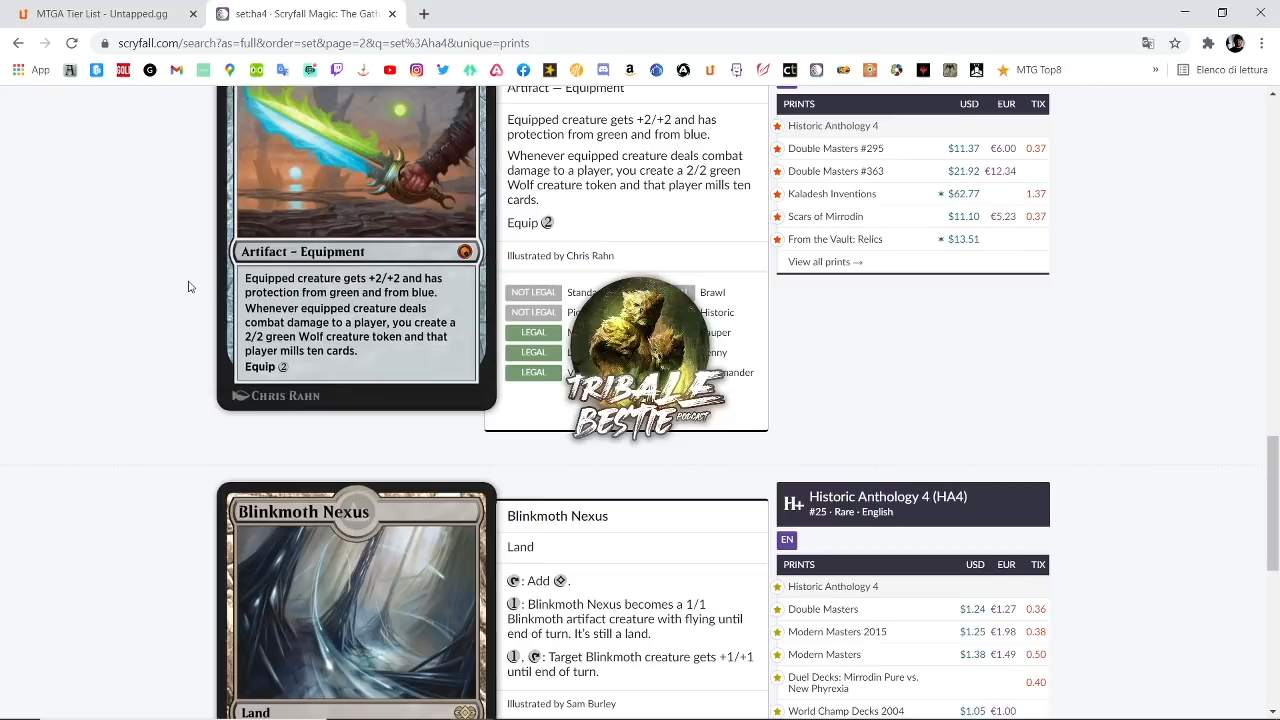 MTGA Tier List - Untapped.gg
set:ha4 · Scryfall Magic: The Gath
scryfall.com/search?as=full&order=set&page=2&q=set%3Aha4&unique=prints
App
MTG Top8
»
Elenco di lettura
Artifact – Equipment
Equipped creature gets +2/+2 and has
protection from green and from blue.
Whenever equipped creature deals
combat damage to a player, you create a
2/2 green Wolf creature token and that
player mills ten cards.
Equip 2
Chris Rahn
Artifact — Equipment
Equipped creature gets +2/+2 and has
protection from green and from blue.
Whenever equipped creature deals combat
damage to a player, you create a 2/2 green
Wolf creature token and that player mills ten
cards.
Equip 2
Illustrated by Chris Rahn
NOT LEGAL Brawl
NOT LEGAL Historic
LEGAL
LEGAL
LEGAL
TRIBALE
BESTIE
PODCAST
PRINTS USD EUR TIX
Historic Anthology 4
Double Masters #295 $11.37 €6.00 0.37
Double Masters #363 $21.92 €12.34
Kaladesh Inventions ✶ $62.77 1.37
Scars of Mirrodin $11.10 €5.23 0.37
From the Vault: Relics ✶ $13.51
View all prints →
Blinkmoth Nexus
Land
Blinkmoth Nexus
Land
: Add .
1: Blinkmoth Nexus becomes a 1/1
Blinkmoth artifact creature with flying until
end of turn. It's still a land.
1, : Target Blinkmoth creature gets +1/+1
until end of turn.
Illustrated by Sam Burley
H+ Historic Anthology 4 (HA4)
#25 · Rare · English
EN
PRINTS USD EUR TIX
Historic Anthology 4
Double Masters $1.24 €1.27 0.36
Modern Masters 2015 $1.25 €1.98 0.38
Modern Masters $1.38 €1.49 0.50
Duel Decks: Mirrodin Pure vs.
New Phyrexia 0.40
World Champ Decks 2004 $1.05 €1.00